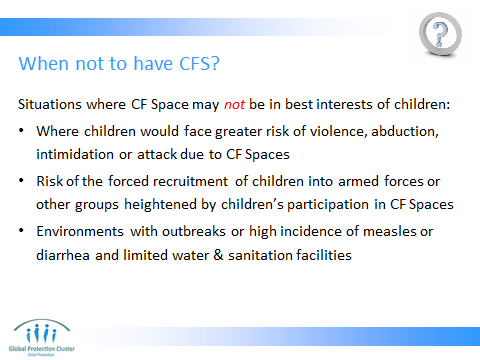 When not to have CFS?
Situations where CF Space may not be in best interests of children:
• Where children would face greater risk of violence, abduction,
intimidation or attack due to CF Spaces
• Risk of the forced recruitment of children into armed forces or
other groups heightened by children’s participation in CF Spaces
• Environments with outbreaks or high incidence of measles or
diarrhea and limited water & sanitation facilities
Global Protection Cluster
Child Protection